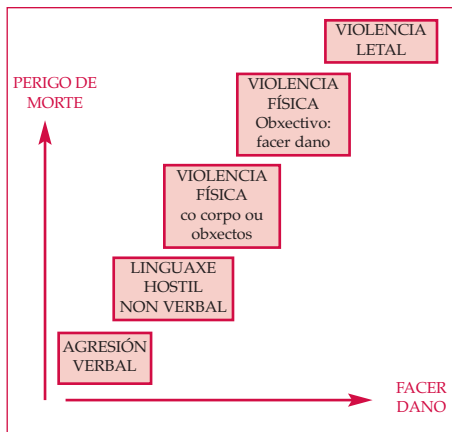 VIOLENCIA
LETAL
PERIGO DE
MORTE
VIOLENCIA
FÍSICA
Obxectivo:
facer dano
VIOLENCIA
FÍSICA
co corpo ou
obxectos
LINGUAXE
HOSTIL
NON VERBAL
AGRESIÓN
VERBAL
FACER
DANO